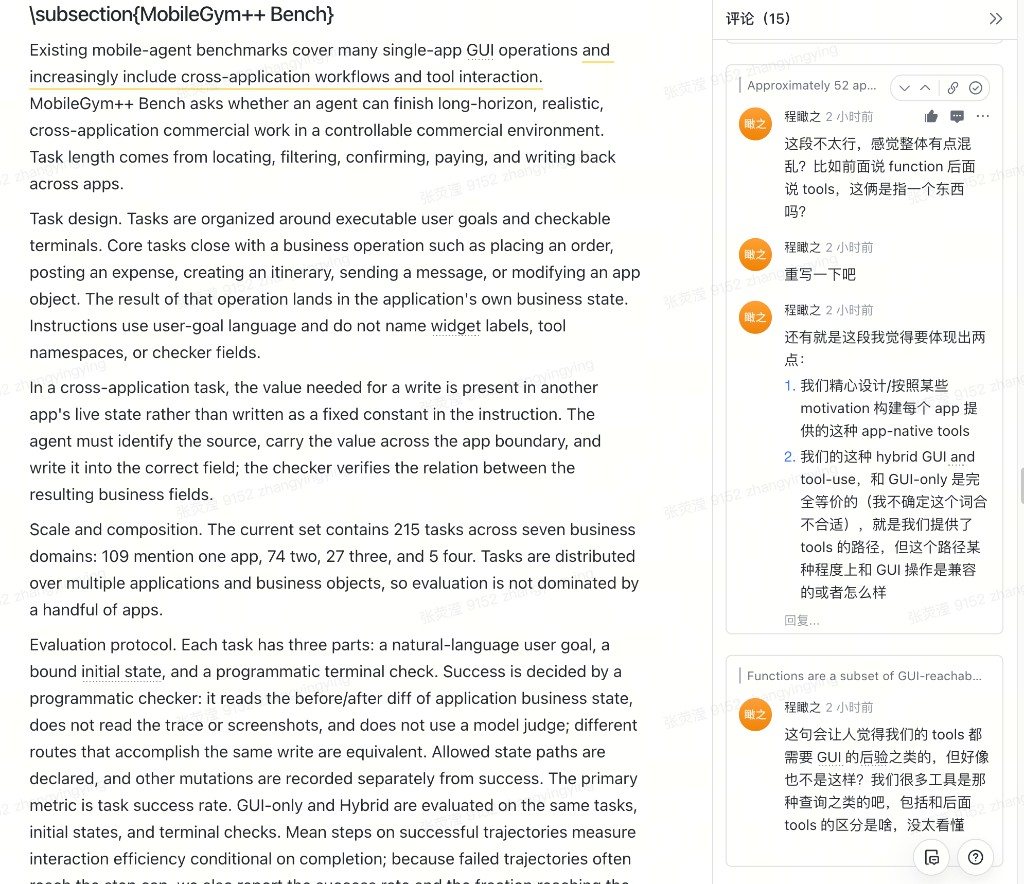 \subsection{MobileGym++ Bench}
Existing mobile-agent benchmarks cover many single-app GUI operations and
increasingly include cross-application workflows and tool interaction.
MobileGym++ Bench asks whether an agent can finish long-horizon, realistic,
cross-application commercial work in a controllable commercial environment.
Task length comes from locating, filtering, confirming, paying, and writing back
across apps.
Task design. Tasks are organized around executable user goals and checkable
terminals. Core tasks close with a business operation such as placing an order,
posting an expense, creating an itinerary, sending a message, or modifying an app
object. The result of that operation lands in the application's own business state.
Instructions use user-goal language and do not name widget labels, tool
namespaces, or checker fields.
In a cross-application task, the value needed for a write is present in another
app's live state rather than written as a fixed constant in the instruction. The
agent must identify the source, carry the value across the app boundary, and
write it into the correct field; the checker verifies the relation between the
resulting business fields.
Scale and composition. The current set contains 215 tasks across seven business
domains: 109 mention one app, 74 two, 27 three, and 5 four. Tasks are distributed
over multiple applications and business objects, so evaluation is not dominated by
a handful of apps.
Evaluation protocol. Each task has three parts: a natural-language user goal, a
bound initial state, and a programmatic terminal check. Success is decided by a
programmatic checker: it reads the before/after diff of application business state,
does not read the trace or screenshots, and does not use a model judge; different
routes that accomplish the same write are equivalent. Allowed state paths are
declared, and other mutations are recorded separately from success. The primary
metric is task success rate. GUI-only and Hybrid are evaluated on the same tasks,
initial states, and terminal checks. Mean steps on successful trajectories measure
interaction efficiency conditional on completion; because failed trajectories often
评论（15）
Approximately 52 ap...
瞰之
程瞰之 2 小时前
这段不太行，感觉整体有点混
乱？比如前面说 function 后面
说 tools，这俩是指一个东西
吗？
瞰之
程瞰之 2 小时前
重写一下吧
瞰之
程瞰之 2 小时前
还有就是这段我觉得要体现出两
点：
1. 我们精心设计/按照某些
motivation 构建每个 app 提
供的这种 app-native tools
2. 我们的这种 hybrid GUI and
tool-use，和 GUI-only 是完
全等价的（我不确定这个词合
不合适），就是我们提供了
tools 的路径，但这个路径某
种程度上和 GUI 操作是兼容
的或者怎么样
回复...
Functions are a subset of GUI-reachab...
瞰之
程瞰之 2 小时前
这句会让人觉得我们的 tools 都
需要 GUI 的后验之类的，但好像
也不是这样？我们很多工具是那
种查询之类的吧，包括和后面
tools 的区分是啥，没太看懂
张荧滢 9152 zhangyingying